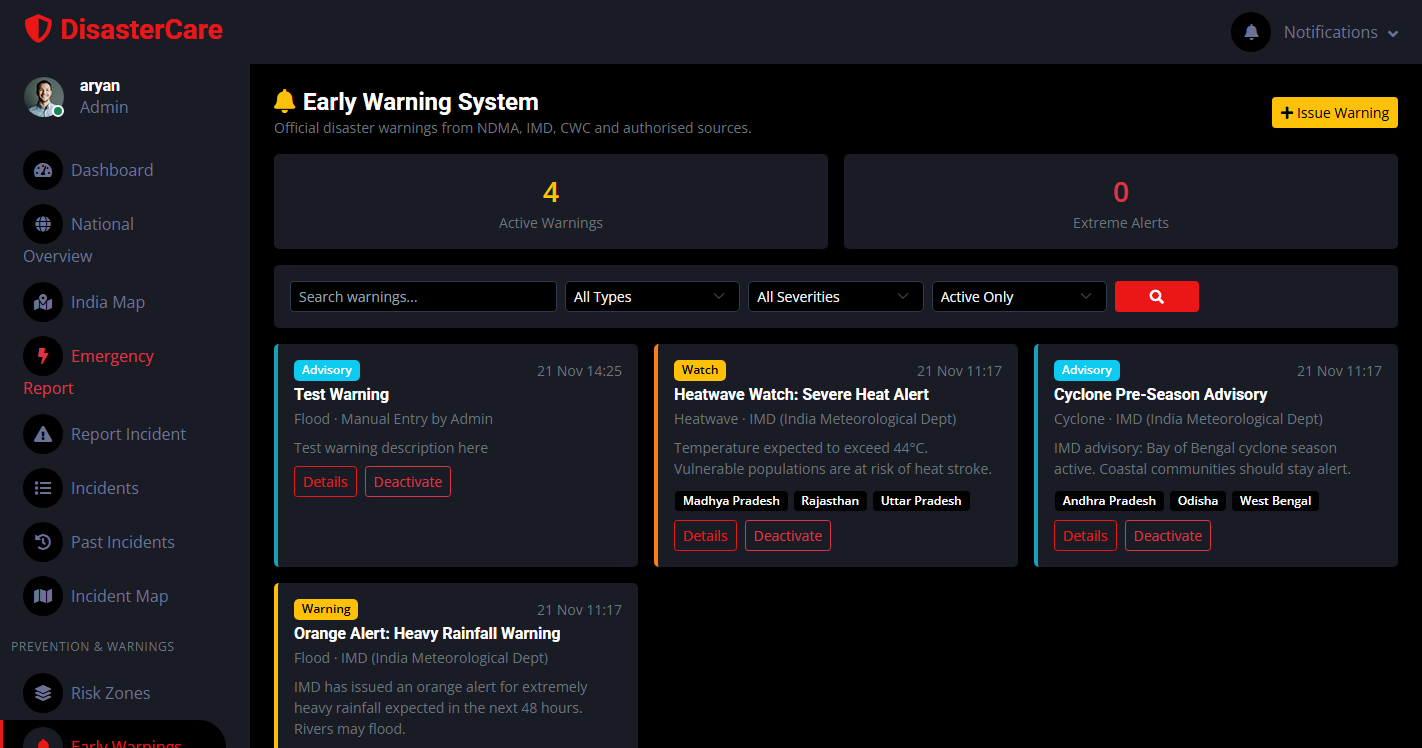 DisasterCare
Notifications
aryan
Admin
Dashboard
National
Overview
India Map
Emergency
Report
Report Incident
Incidents
Past Incidents
Incident Map
PREVENTION & WARNINGS
Risk Zones
Early Warnings
Early Warning System
Official disaster warnings from NDMA, IMD, CWC and authorised sources.
Issue Warning
4
Active Warnings
0
Extreme Alerts
Search warnings...
All Types
All Severities
Active Only
Advisory
21 Nov 14:25
Test Warning
Flood · Manual Entry by Admin
Test warning description here
Details
Deactivate
Watch
21 Nov 11:17
Heatwave Watch: Severe Heat Alert
Heatwave · IMD (India Meteorological Dept)
Temperature expected to exceed 44°C.
Vulnerable populations are at risk of heat stroke.
Madhya Pradesh
Rajasthan
Uttar Pradesh
Details
Deactivate
Advisory
21 Nov 11:17
Cyclone Pre-Season Advisory
Cyclone · IMD (India Meteorological Dept)
IMD advisory: Bay of Bengal cyclone season
active. Coastal communities should stay alert.
Andhra Pradesh
Odisha
West Bengal
Details
Deactivate
Warning
21 Nov 11:17
Orange Alert: Heavy Rainfall Warning
Flood · IMD (India Meteorological Dept)
IMD has issued an orange alert for extremely
heavy rainfall expected in the next 48 hours.
Rivers may flood.